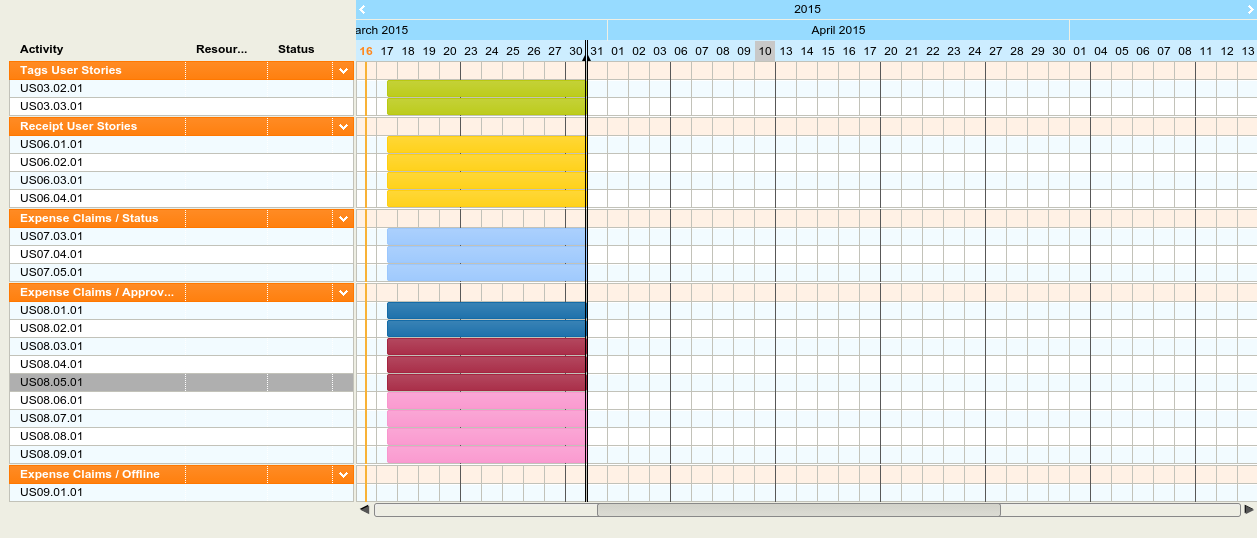 2015
arch 2015 April 2015
Activity Resour... Status 16 17 18 19 20 23 24 25 26 27 30 31 01 02 03 06 07 08 09 10 13 14 15 16 17 20 21 22 23 24 27 28 29 30 01 04 05 06 07 08 11 12 13
Tags User Stories
US03.02.01
US03.03.01
Receipt User Stories
US06.01.01
US06.02.01
US06.03.01
US06.04.01
Expense Claims / Status
US07.03.01
US07.04.01
US07.05.01
Expense Claims / Approv...
US08.01.01
US08.02.01
US08.03.01
US08.04.01
US08.05.01
US08.06.01
US08.07.01
US08.08.01
US08.09.01
Expense Claims / Offline
US09.01.01